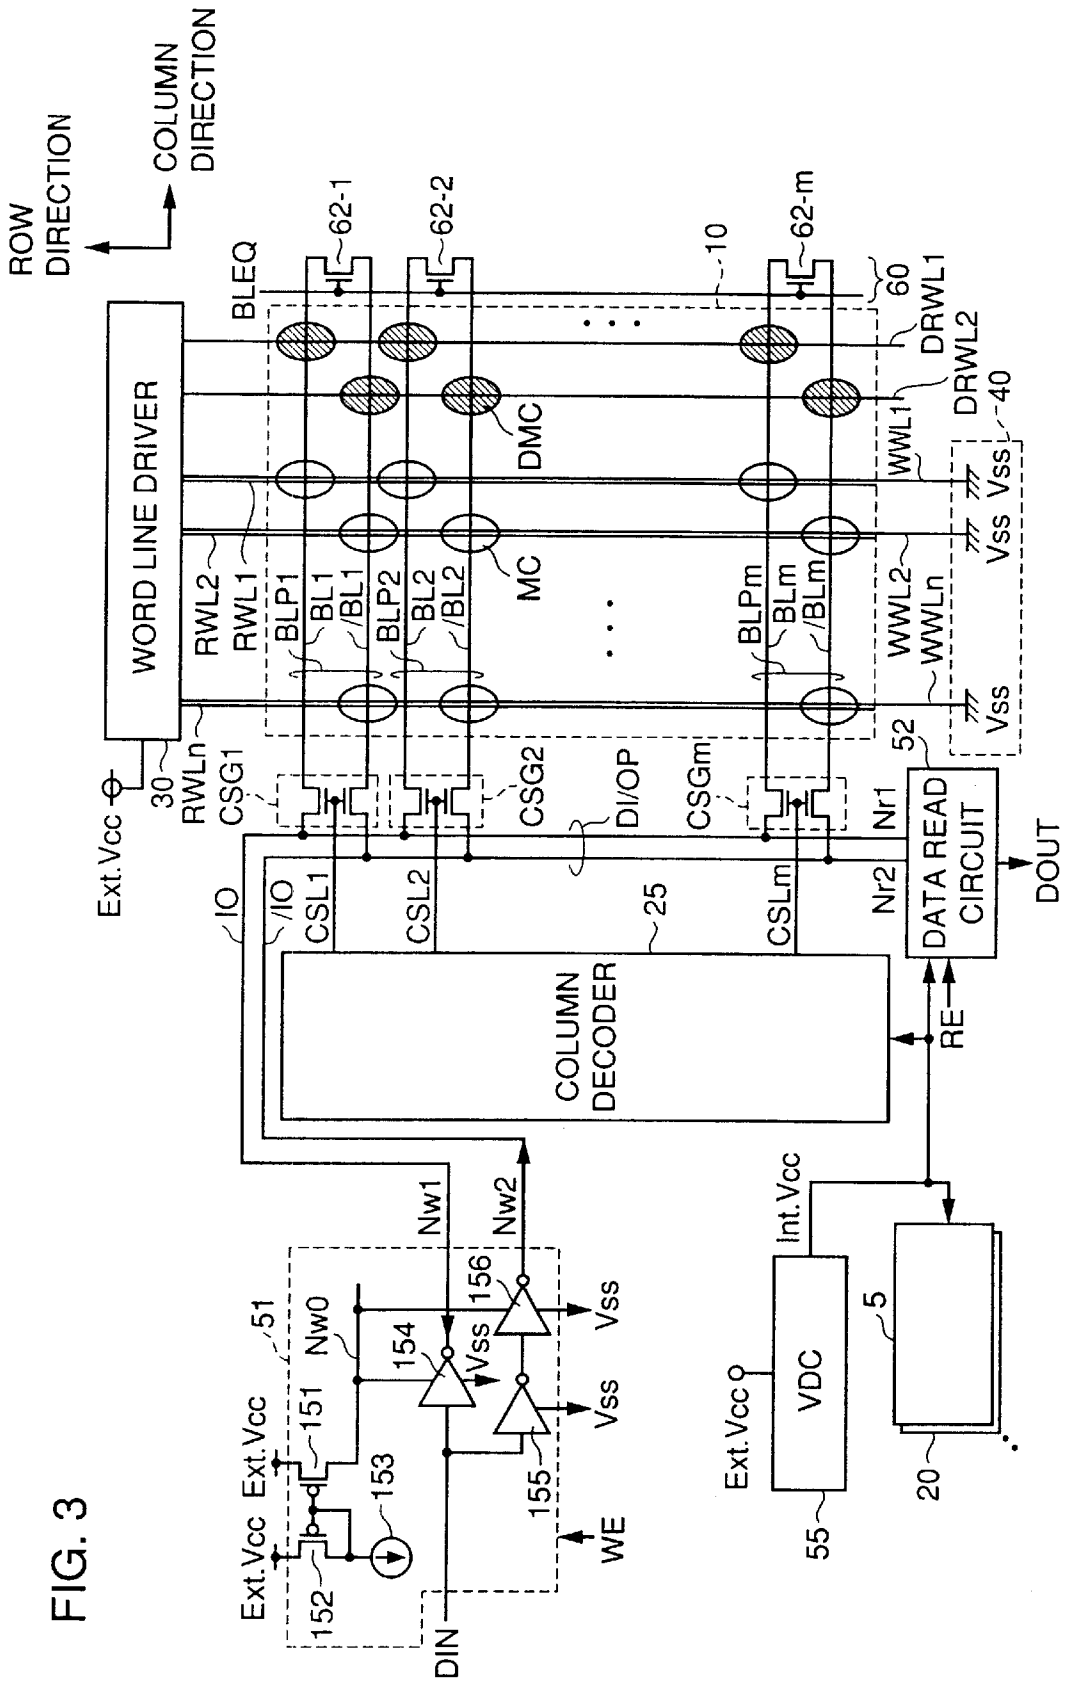 FIG. 3
ROW
DIRECTION
COLUMN
DIRECTION
Ext.Vcc
30
WORD LINE DRIVER
RWLn
RWL2
RWL1
BLEQ
62-1
62-2
62-m
CSG1
CSG2
CSGm
BLP1
BL1
/BL1
BLP2
BL2
/BL2
BLPm
BLm
/BLm
MC
DMC
10
60
DRWL1
DRWL2
WWL1
WWL2
WWLn
40
Vss
Vss
Vss
IO
/IO
CSL1
CSL2
CSLm
DI/OP
25
COLUMN
DECODER
Nr1
Nr2
52
DATA READ
CIRCUIT
DOUT
RE
51
Ext.Vcc
Ext.Vcc
151
152
153
Nw0
154
Vss
155
Vss
156
Vss
Nw1
Nw2
DIN
WE
Ext.Vcc
VDC
55
Int.Vcc
5
20